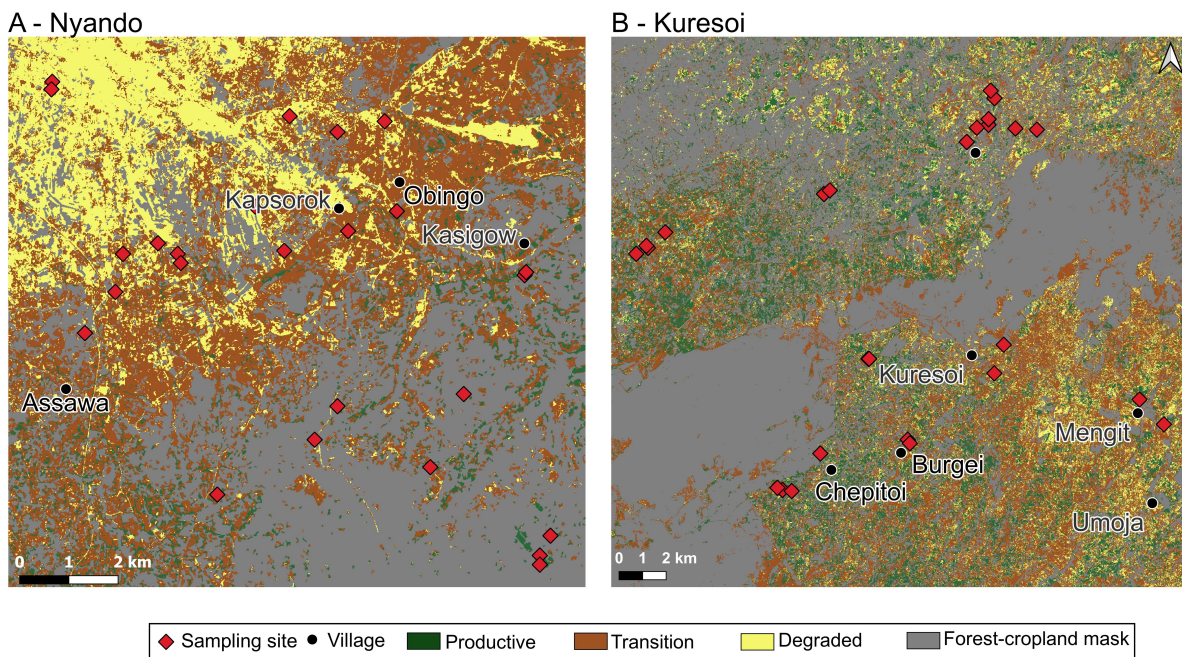 A - Nyando
B - Kuresoi
Kapsorok
Obingo
Kasigow
Assawa
0 1 2 km
Kuresoi
Mengit
Burgei
Chepitoi
Umoja
0 1 2 km
Sampling site Village Productive Transition Degraded Forest-cropland mask